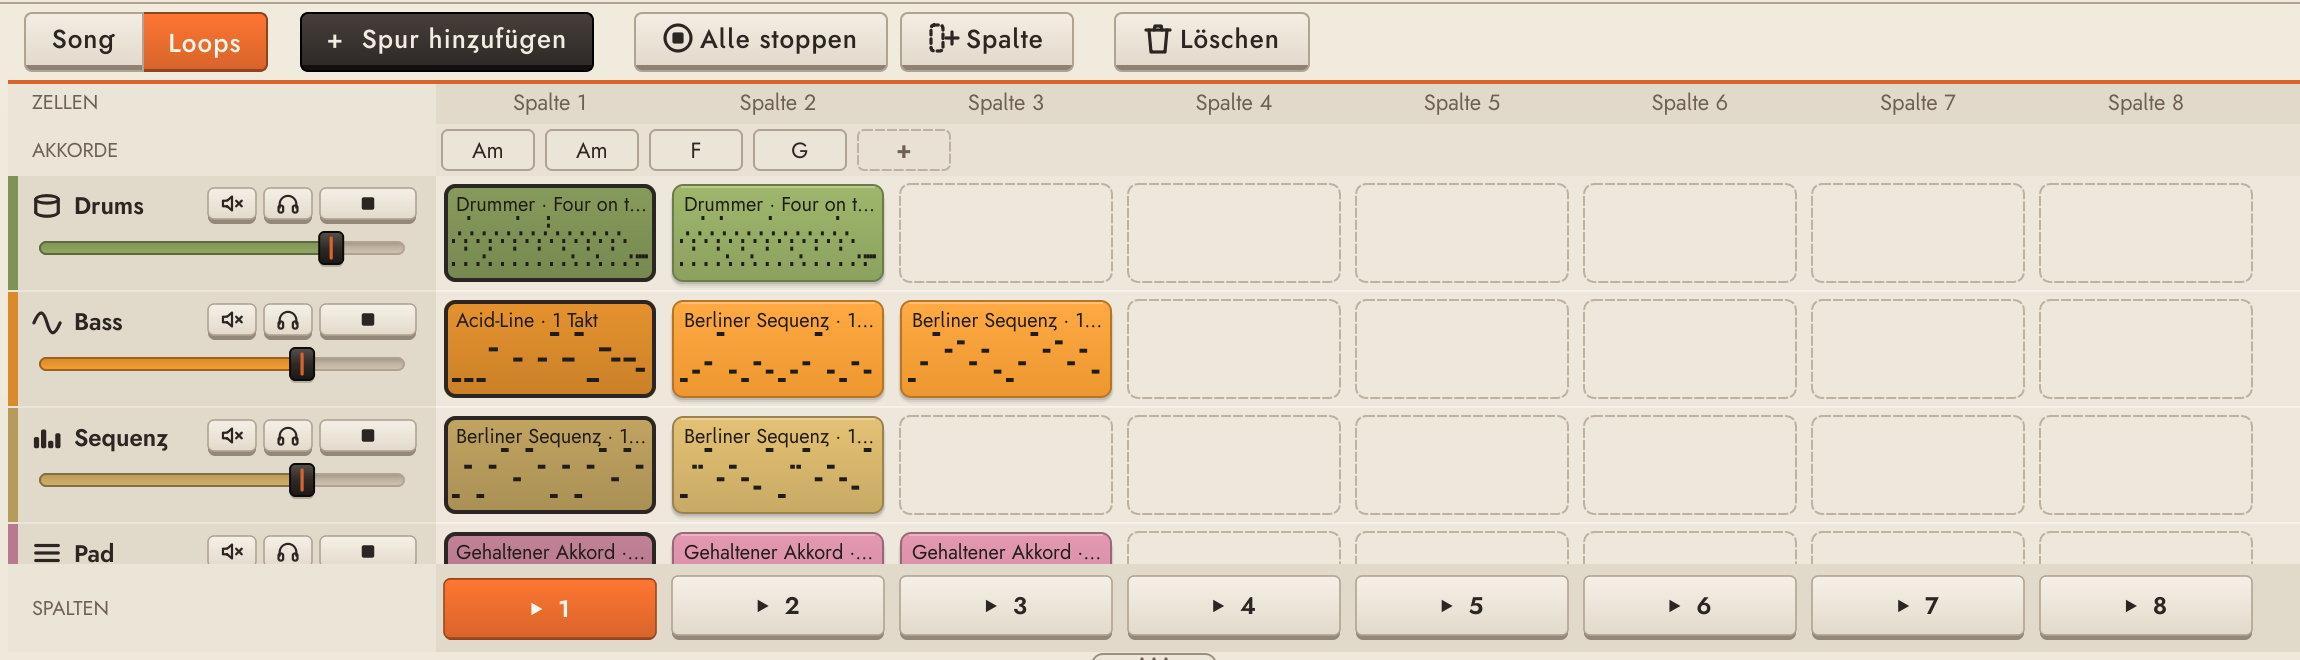 Song Loops + Spur hinzufügen Alle stoppen Spalte Löschen
ZELLEN Spalte 1 Spalte 2 Spalte 3 Spalte 4 Spalte 5 Spalte 6 Spalte 7 Spalte 8
AKKORDE Am Am F G +
Drums Drummer · Four on t... Drummer · Four on t...
Bass Acid-Line · 1 Takt Berliner Sequenz · 1... Berliner Sequenz · 1...
Sequenz Berliner Sequenz · 1... Berliner Sequenz · 1...
Pad Gehaltener Akkord ·... Gehaltener Akkord ·... Gehaltener Akkord ·...
SPALTEN 1 2 3 4 5 6 7 8